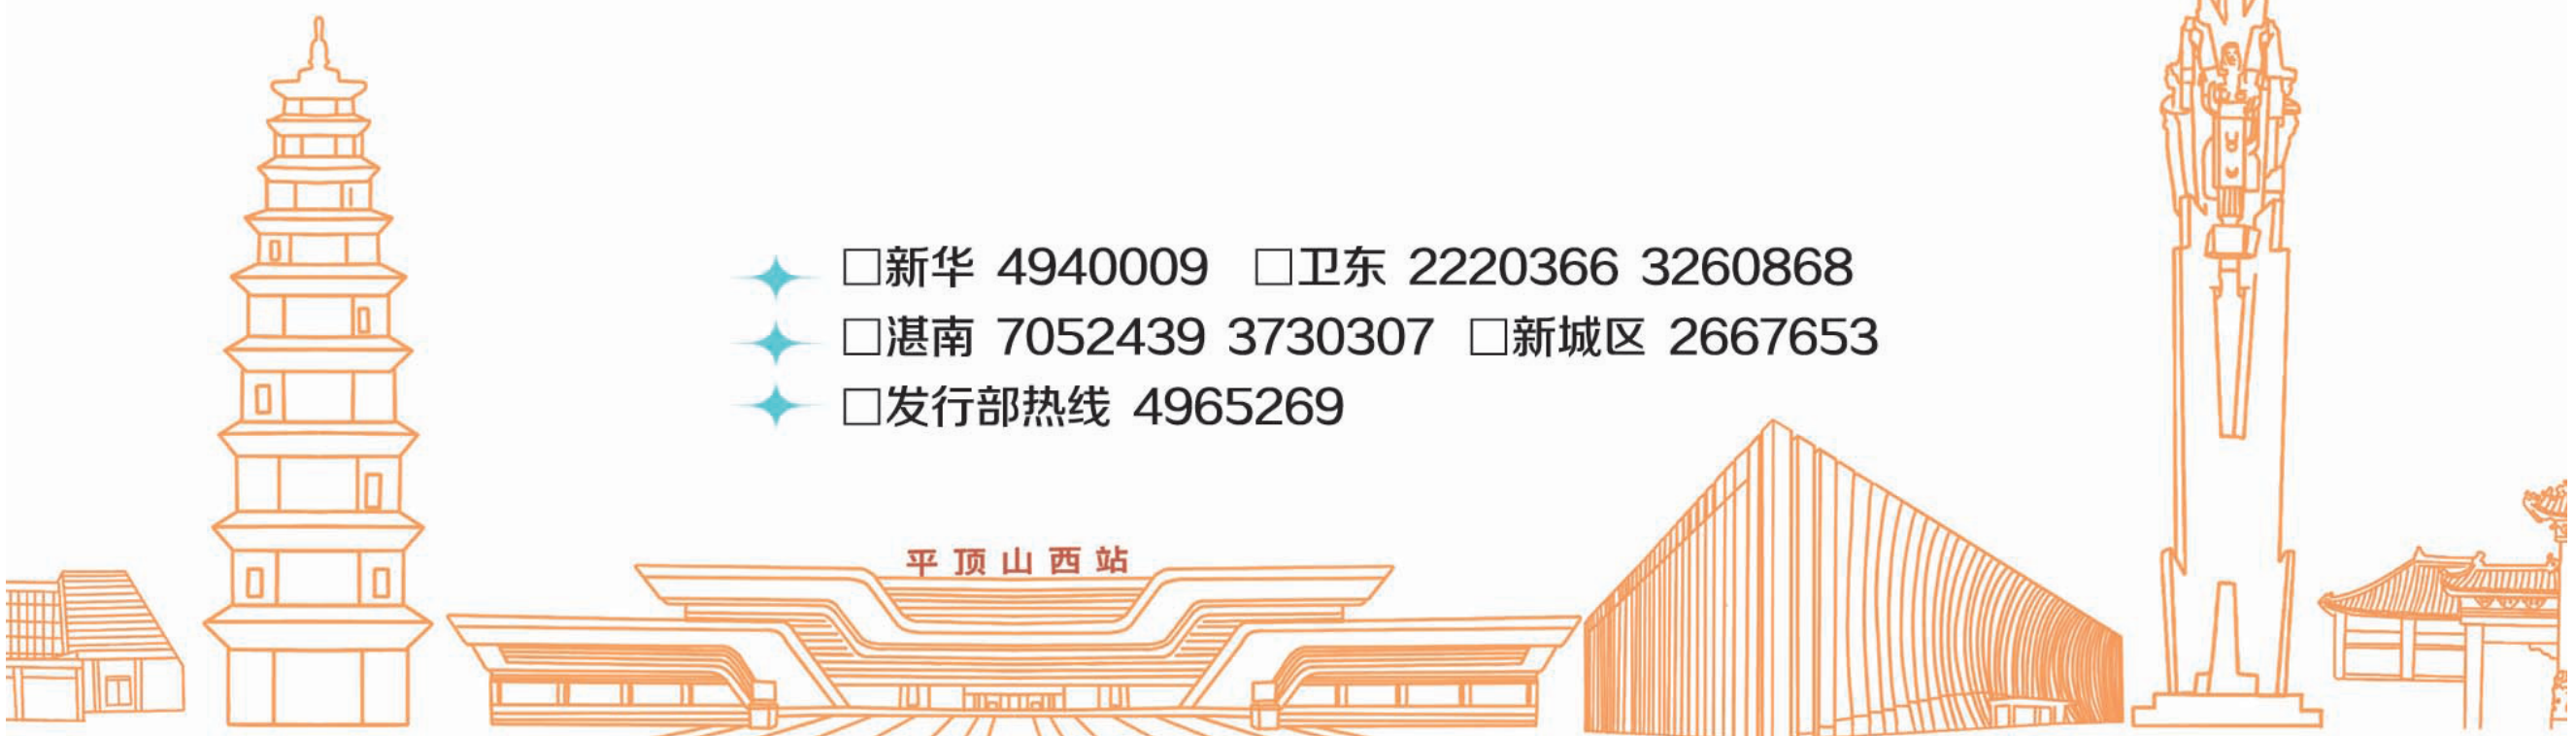 □新华 4940009 □卫东 2220366 3260868
□湛南 7052439 3730307 □新城区 2667653
□发行部热线 4965269
平顶山西站